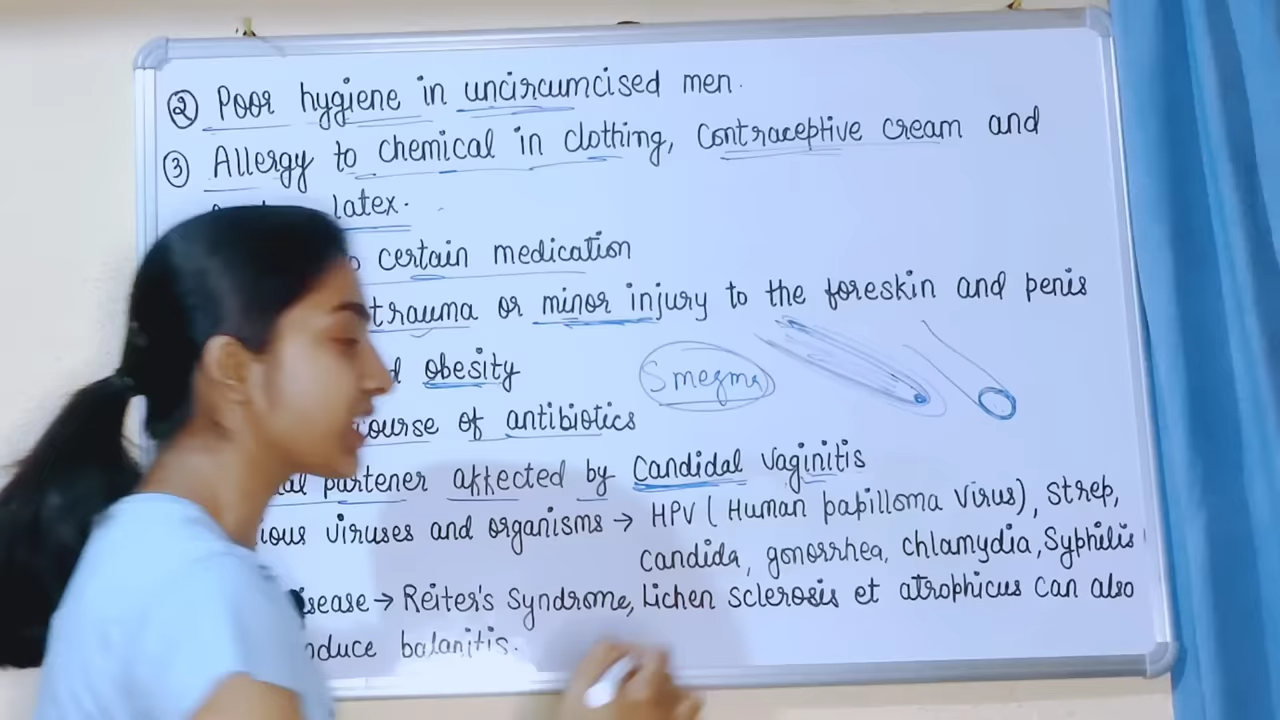 ② Poor hygiene in uncircumcised men.
③ Allergy to chemical in clothing, Contraceptive cream and
latex.
certain medication
trauma or minor injury to the foreskin and penis
obesity
Smegma
course of antibiotics
partener affected by Candidal vaginitis
viruses and organisms → HPV (Human papilloma Virus), Strep,
candida, gonorrhea, chlamydia, Syphilis
isease → Reiter's Syndrome, Lichen sclerosis et atrophicus can also
oduce balanitis.